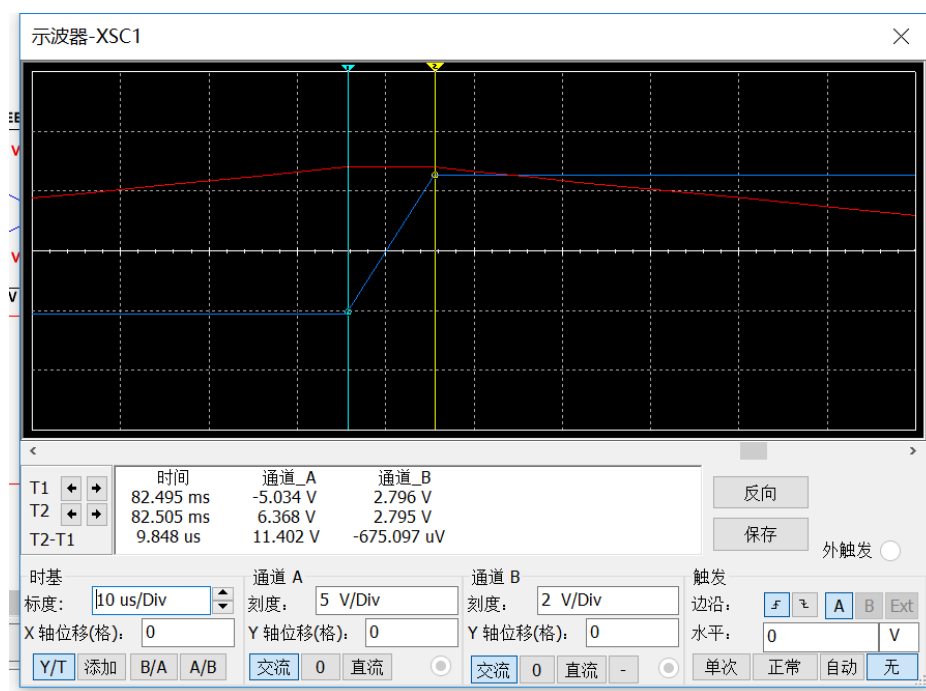 示波器-XSC1
EE
V
1 2
V
V
时间 通道_A 通道_B
T1 82.495 ms -5.034 V 2.796 V
T2 82.505 ms 6.368 V 2.795 V
T2-T1 9.848 us 11.402 V -675.097 uV
反向
保存
外触发
时基
标度: 10 us/Div
X 轴位移(格): 0
Y/T 添加 B/A A/B
通道 A
刻度: 5 V/Div
Y 轴位移(格): 0
交流 0 直流
通道 B
刻度: 2 V/Div
Y 轴位移(格): 0
交流 0 直流 -
触发
边沿: A B Ext
水平: 0 V
单次 正常 自动 无